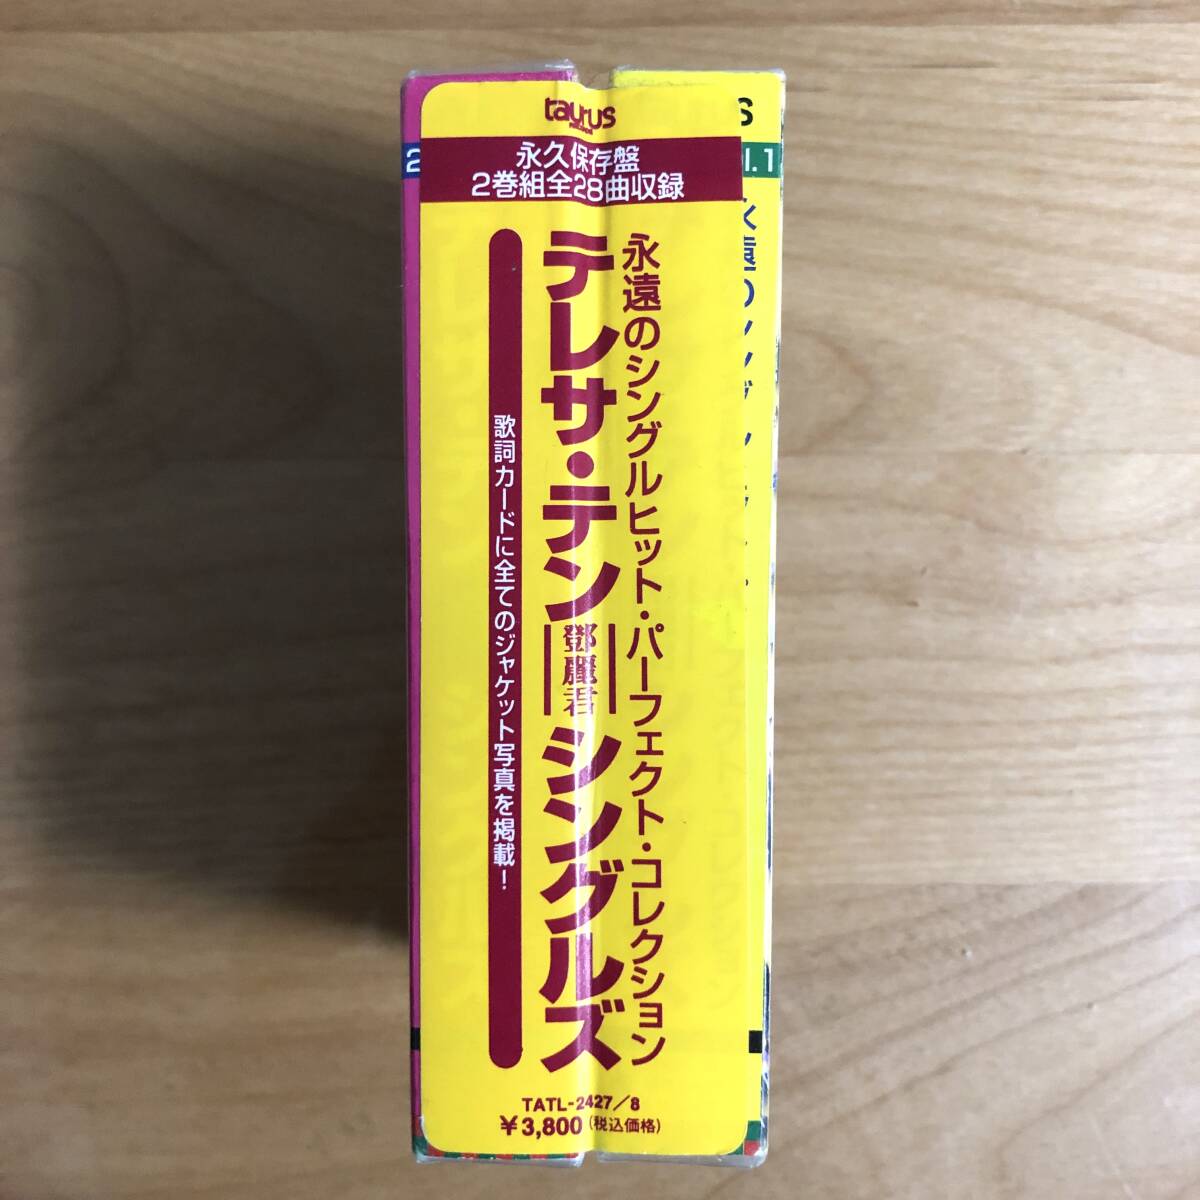 taurus
永久保存盤
2巻組全28曲収録
永遠のシングルヒット・パーフェクト・コレクション
テレサ・テン
鄧麗君
シングルズ
歌詞カードに全てのジャケット写真を掲載！
TATL-2427/8
¥3,800(税込価格)
2
S
l.1